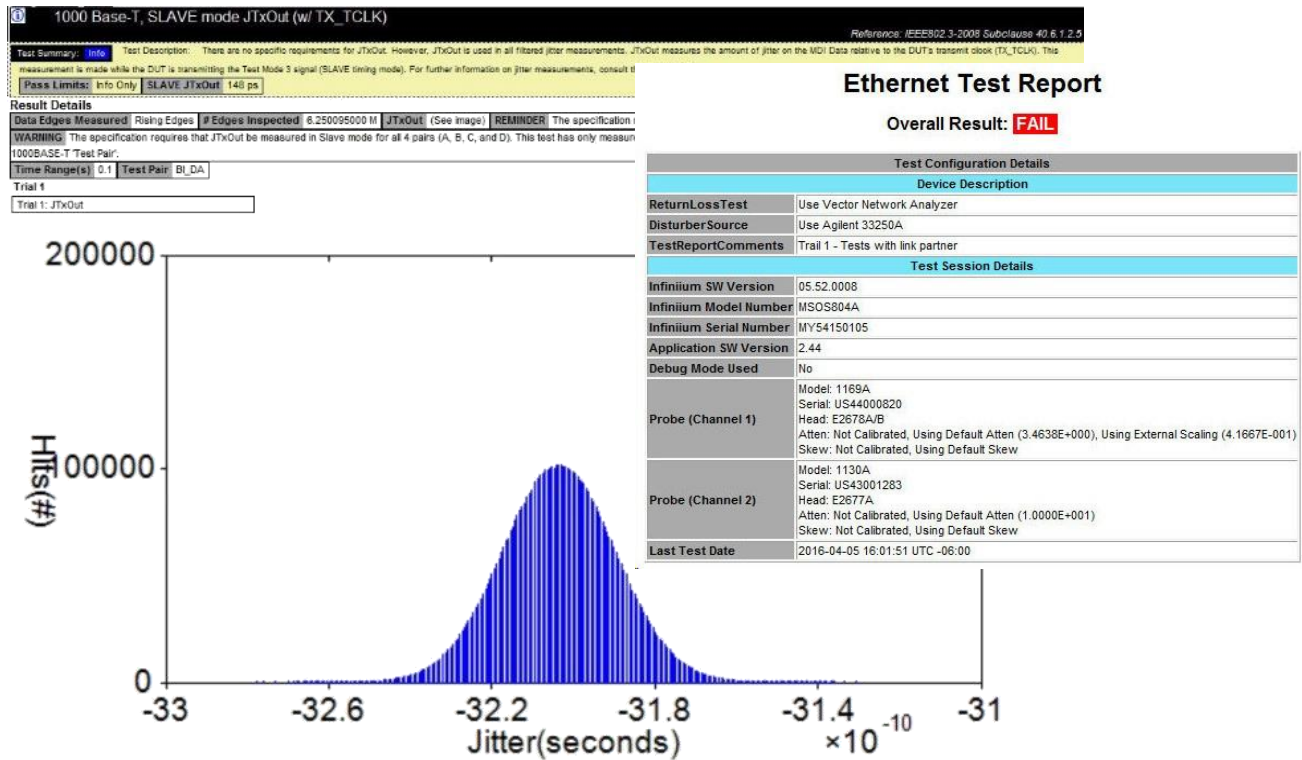 1000 Base-T, SLAVE mode JTxOut (w/ TX_TCLK)
Reference: IEEE802.3-2008 Subclause 40.6.1.2.5
Test Summary: Info Test Description: There are no specific requirements for JTxOut. However, JTxOut is used in all filtered jitter measurements. JTxOut measures the amount of jitter on the MDI Data relative to the DUT's transmit clock (TX_TCLK). This
measurement is made while the DUT is transmitting the Test Mode 3 signal (SLAVE timing mode). For further information on jitter measurements, consult t
Pass Limits: Info Only SLAVE JTxOut 148 ps
Result Details
Data Edges Measured Rising Edges # Edges Inspected 6.250095000 M JTxOut (See image) REMINDER The specification
WARNING The specification requires that JTxOut be measured in Slave mode for all 4 pairs (A, B, C, and D). This test has only measu
1000BASE-T 'Test Pair'.
Time Range(s) 0.1 Test Pair BI_DA
Trial 1
Trial 1: JTxOut
200000
100000
0
Hits(#)
-33 -32.6 -32.2 -31.8 -31.4 -31
Jitter(seconds)
×10 -10
Ethernet Test Report
Overall Result: FAIL
Test Configuration Details
Device Description
ReturnLossTest Use Vector Network Analyzer
DisturberSource Use Agilent 33250A
TestReportComments Trail 1 - Tests with link partner
Test Session Details
Infiniium SW Version 05.52.0008
Infiniium Model Number MSOS804A
Infiniium Serial Number MY54150105
Application SW Version 2.44
Debug Mode Used No
Probe (Channel 1)
Model: 1169A
Serial: US44000820
Head: E2678A/B
Atten: Not Calibrated, Using Default Atten (3.4638E+000), Using External Scaling (4.1667E-001)
Skew: Not Calibrated, Using Default Skew
Probe (Channel 2)
Model: 1130A
Serial: US43001283
Head: E2677A
Atten: Not Calibrated, Using Default Atten (1.0000E+001)
Skew: Not Calibrated, Using Default Skew
Last Test Date 2016-04-05 16:01:51 UTC -06:00